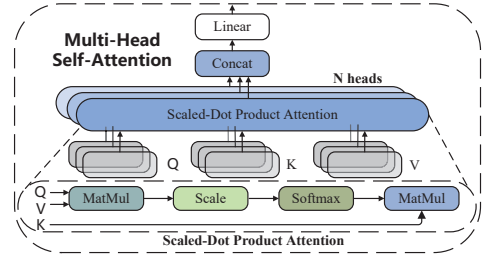 Linear
Multi-Head
Self-Attention
Concat
N heads
Scaled-Dot Product Attention
Q K V
Q
V
K
MatMul Scale Softmax MatMul
Scaled-Dot Product Attention